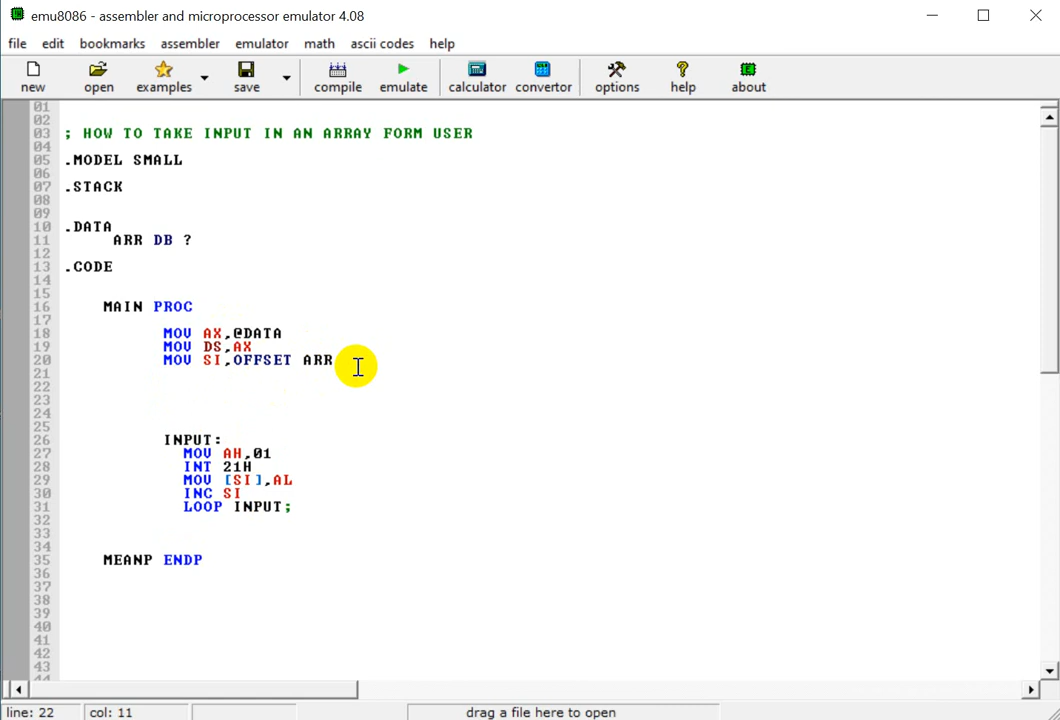 emu8086 - assembler and microprocessor emulator 4.08
file edit bookmarks assembler emulator math ascii codes help
new open examples save compile emulate calculator convertor options help about
01
02
03 ; HOW TO TAKE INPUT IN AN ARRAY FORM USER
04
05 .MODEL SMALL
06
07 .STACK
08
09
10 .DATA
11 ARR DB ?
12
13 .CODE
14
15
16 MAIN PROC
17
18 MOV AX,@DATA
19 MOV DS,AX
20 MOV SI,OFFSET ARR
21
22
23
24
25
26 INPUT:
27 MOV AH,01
28 INT 21H
29 MOV [SI],AL
30 INC SI
31 LOOP INPUT;
32
33
34
35 MEANP ENDP
36
37
38
39
40
41
42
43
44
line: 22 col: 11 drag a file here to open